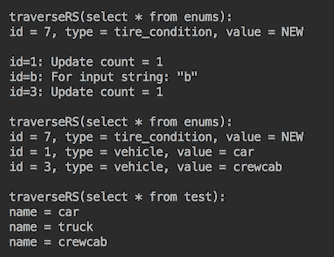 traverseRS(select * from enums):
id = 7, type = tire_condition, value = NEW

id=1: Update count = 1
id=b: For input string: "b"
id=3: Update count = 1

traverseRS(select * from enums):
id = 7, type = tire_condition, value = NEW
id = 1, type = vehicle, value = car
id = 3, type = vehicle, value = crewcab

traverseRS(select * from test):
name = car
name = truck
name = crewcab